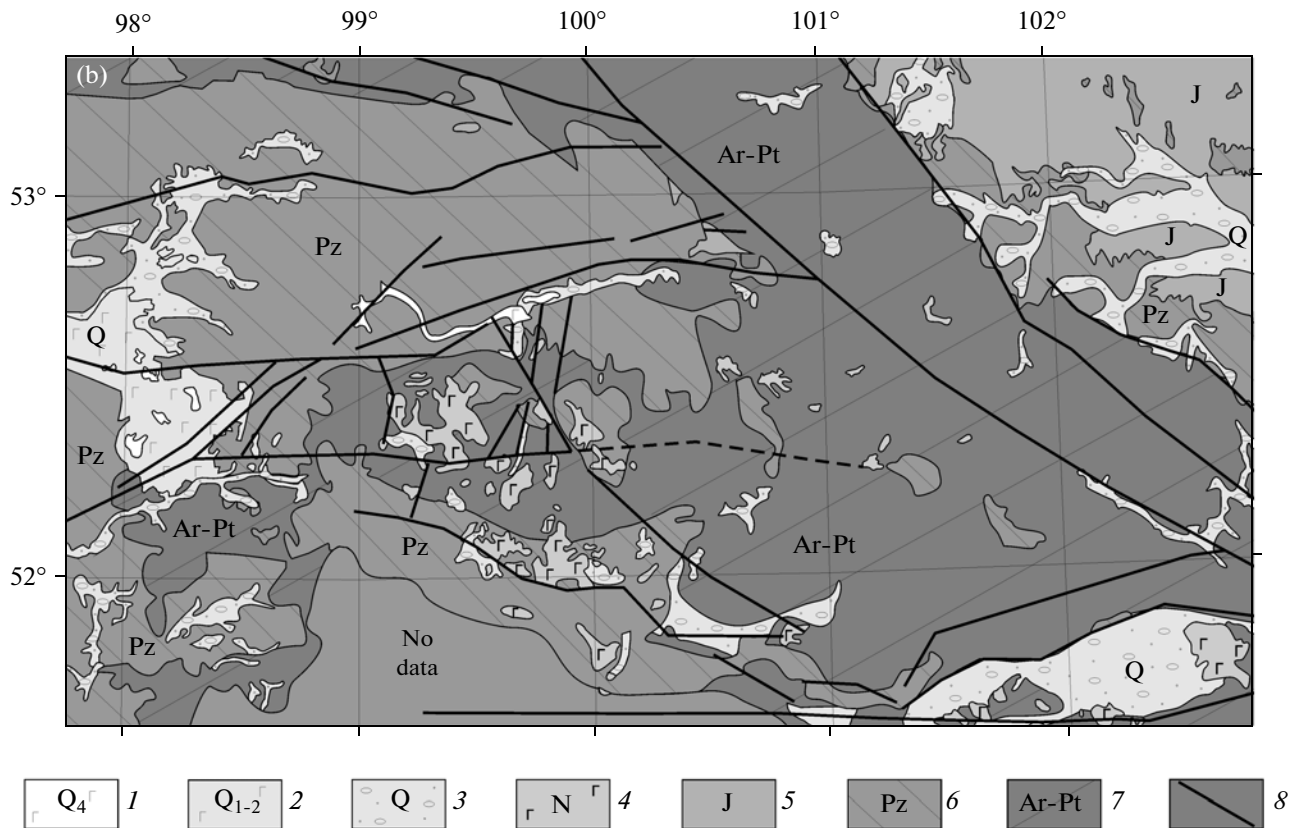 98° 99° 100° 101° 102°
(b)
J
Ar-Pt
53°
Pz
J Q
J
Q
Pz
Г Г Г
Pz
Ar-Pt
Pz
Ar-Pt
52°
Pz
No
data
Q
Q₄ 1 Q₁₋₂ 2 Q 3 N 4 J 5 Pz 6 Ar-Pt 7 8